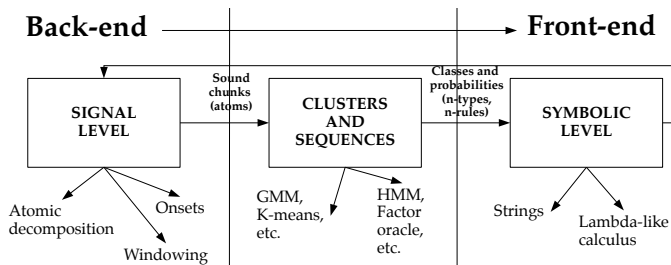 Back-end
Front-end
Sound
chunks
(atoms)
Classes and
probabilities
(n-types,
n-rules)
SIGNAL
LEVEL
CLUSTERS
AND
SEQUENCES
SYMBOLIC
LEVEL
Atomic
decomposition
Onsets
Windowing
GMM,
K-means,
etc.
HMM,
Factor
oracle,
etc.
Strings
Lambda-like
calculus